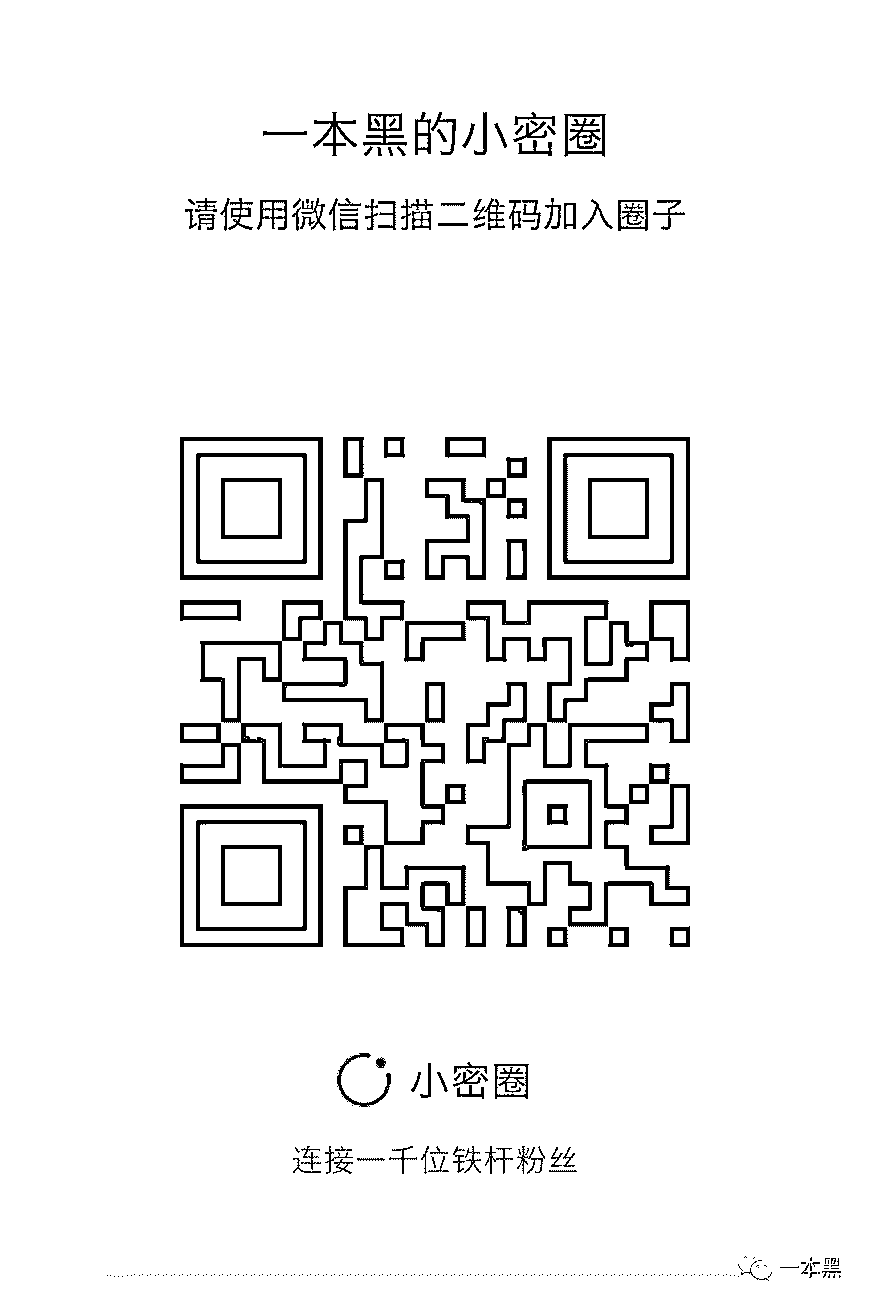 一本黑的小密圈
请使用微信扫描二维码加入圈子
小密圈
连接一千位铁杆粉丝
一本黑